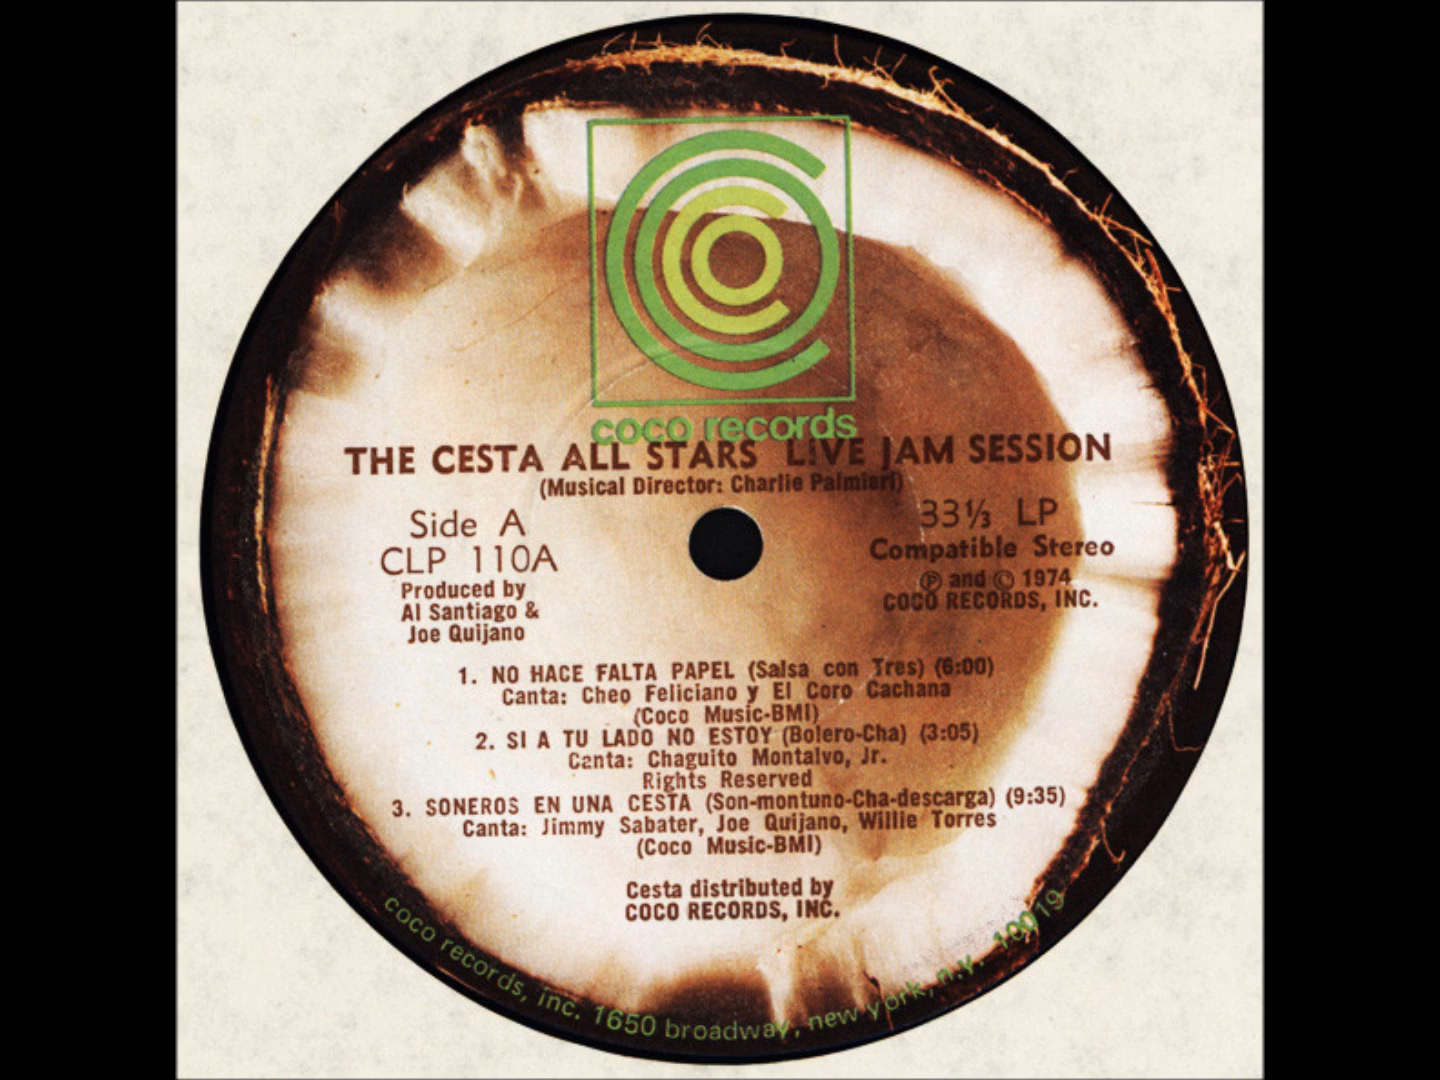 coco records
THE CESTA ALL STARS LIVE JAM SESSION
(Musical Director: Charlie Palmieri)
Side A
CLP 110A
Produced by
Al Santiago &
Joe Quijano
33⅓ LP
Compatible Stereo
℗ and © 1974
COCO RECORDS, INC.
1. NO HACE FALTA PAPEL (Salsa con Tres) (6:00)
Canta: Cheo Feliciano y El Coro Cachana
(Coco Music-BMI)
2. SI A TU LADO NO ESTOY (Bolero-Cha) (3:05)
Canta: Chaguito Montalvo, Jr.
Rights Reserved
3. SONEROS EN UNA CESTA (Son-montuno-Cha-descarga) (9:35)
Canta: Jimmy Sabater, Joe Quijano, Willie Torres
(Coco Music-BMI)
Cesta distributed by
COCO RECORDS, INC.
coco records, inc. 1650 broadway, new york, n.y. 10019